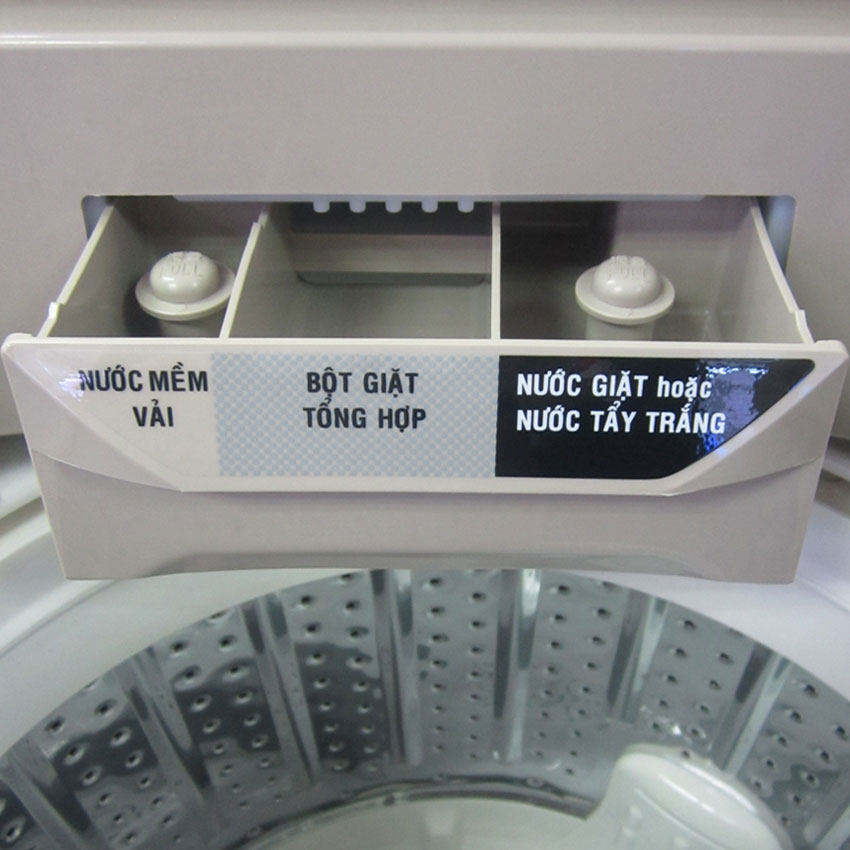 NƯỚC MỀM
VẢI
BỘT GIẶT
TỔNG HỢP
NƯỚC GIẶT hoặc
NƯỚC TẨY TRẮNG